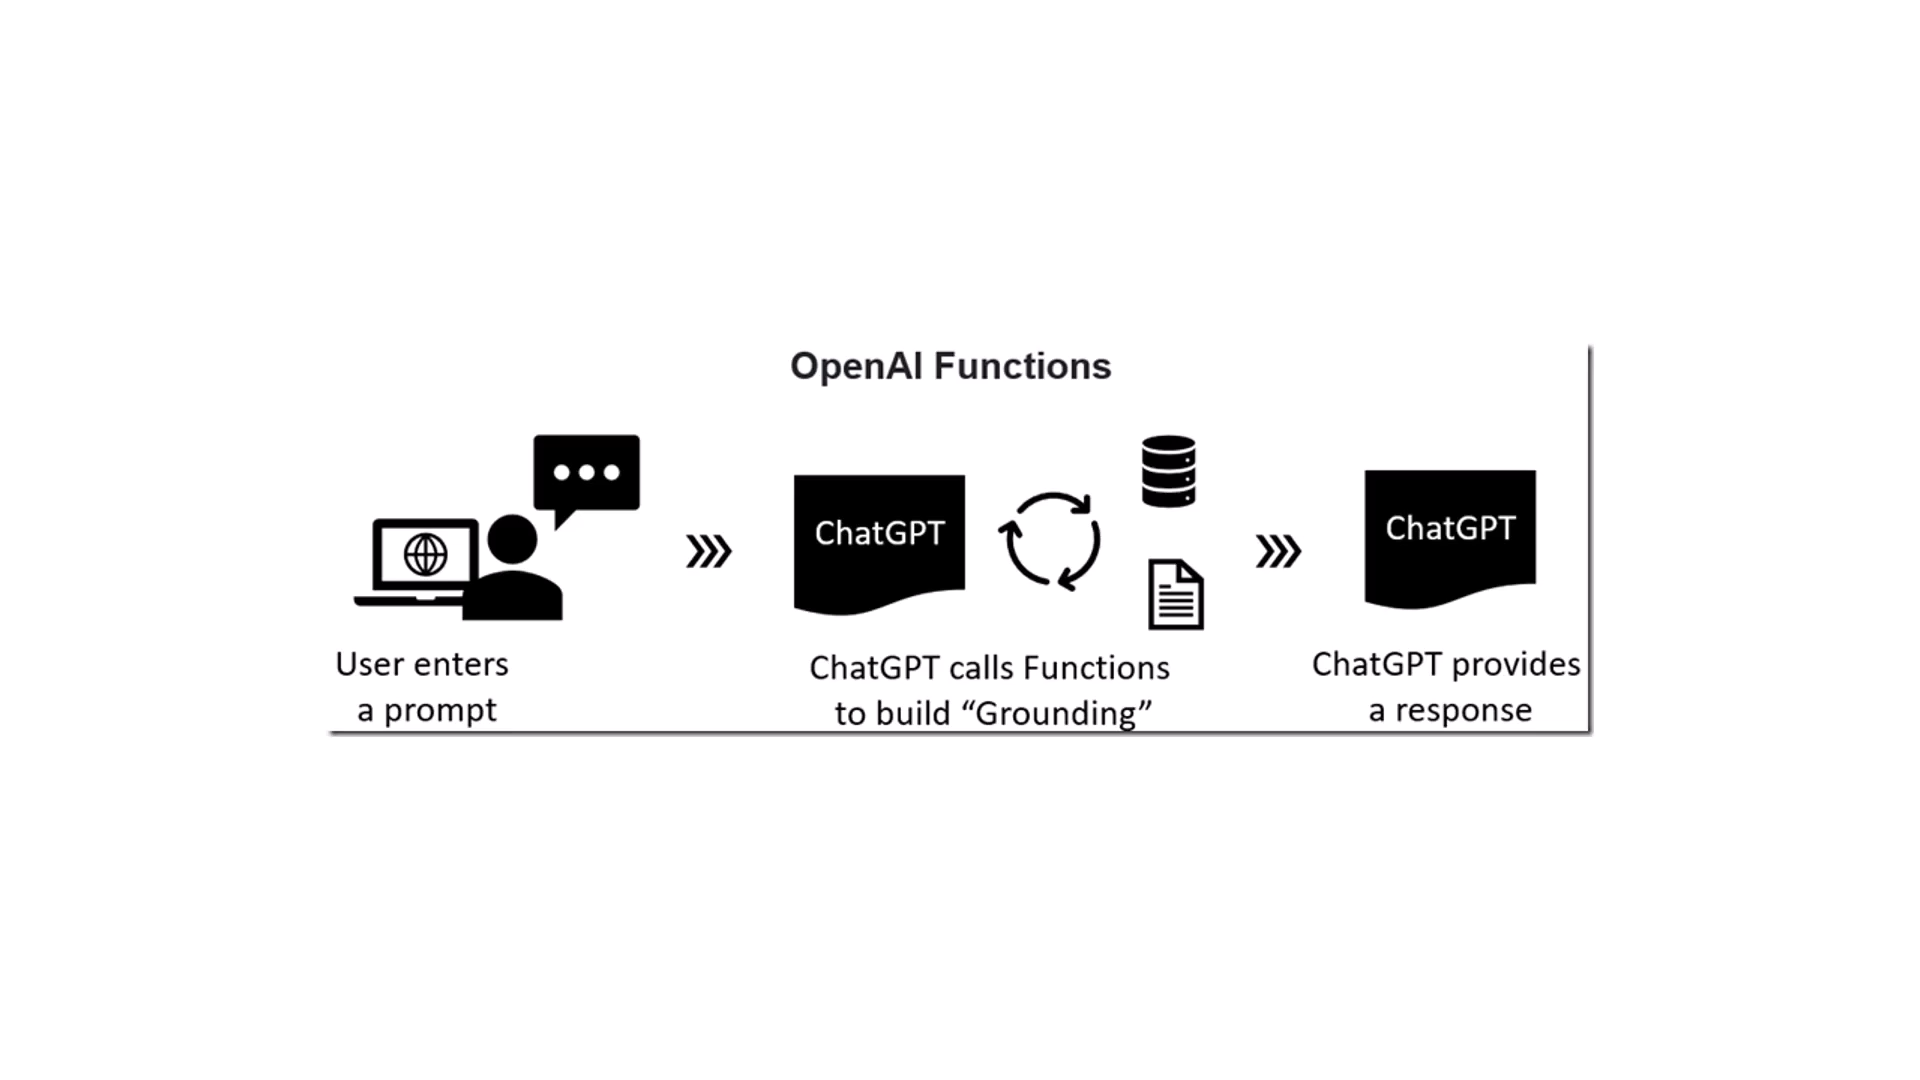 OpenAI Functions
ChatGPT
ChatGPT
User enters
a prompt
ChatGPT calls Functions
to build “Grounding”
ChatGPT provides
a response